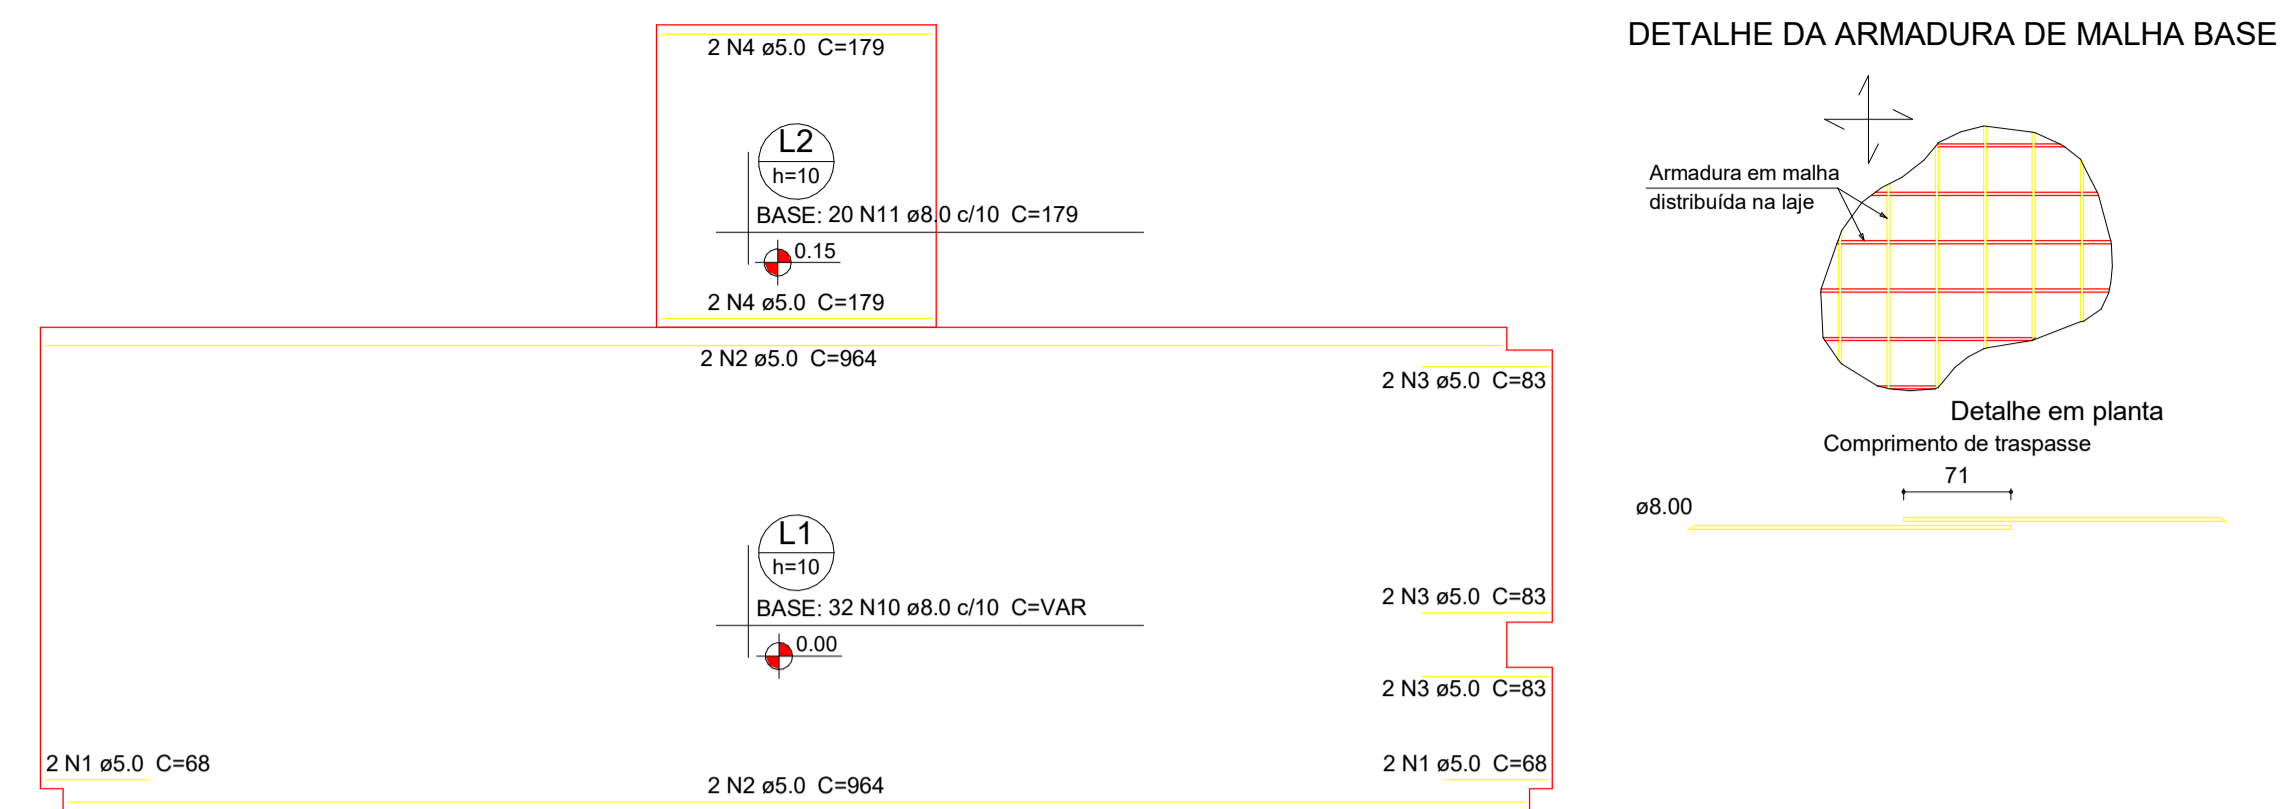 DETALHE DA ARMADURA DE MALHA BASE
2 N4 ø5.0 C=179
L2
h=10
BASE: 20 N11 ø8.0 c/10 C=179
0.15
2 N4 ø5.0 C=179
2 N2 ø5.0 C=964
2 N3 ø5.0 C=83
L1
h=10
BASE: 32 N10 ø8.0 c/10 C=VAR
0.00
2 N3 ø5.0 C=83
2 N3 ø5.0 C=83
2 N1 ø5.0 C=68
2 N1 ø5.0 C=68
2 N2 ø5.0 C=964
Armadura em malha
distribuída na laje
Detalhe em planta
Comprimento de traspasse
71
ø8.00